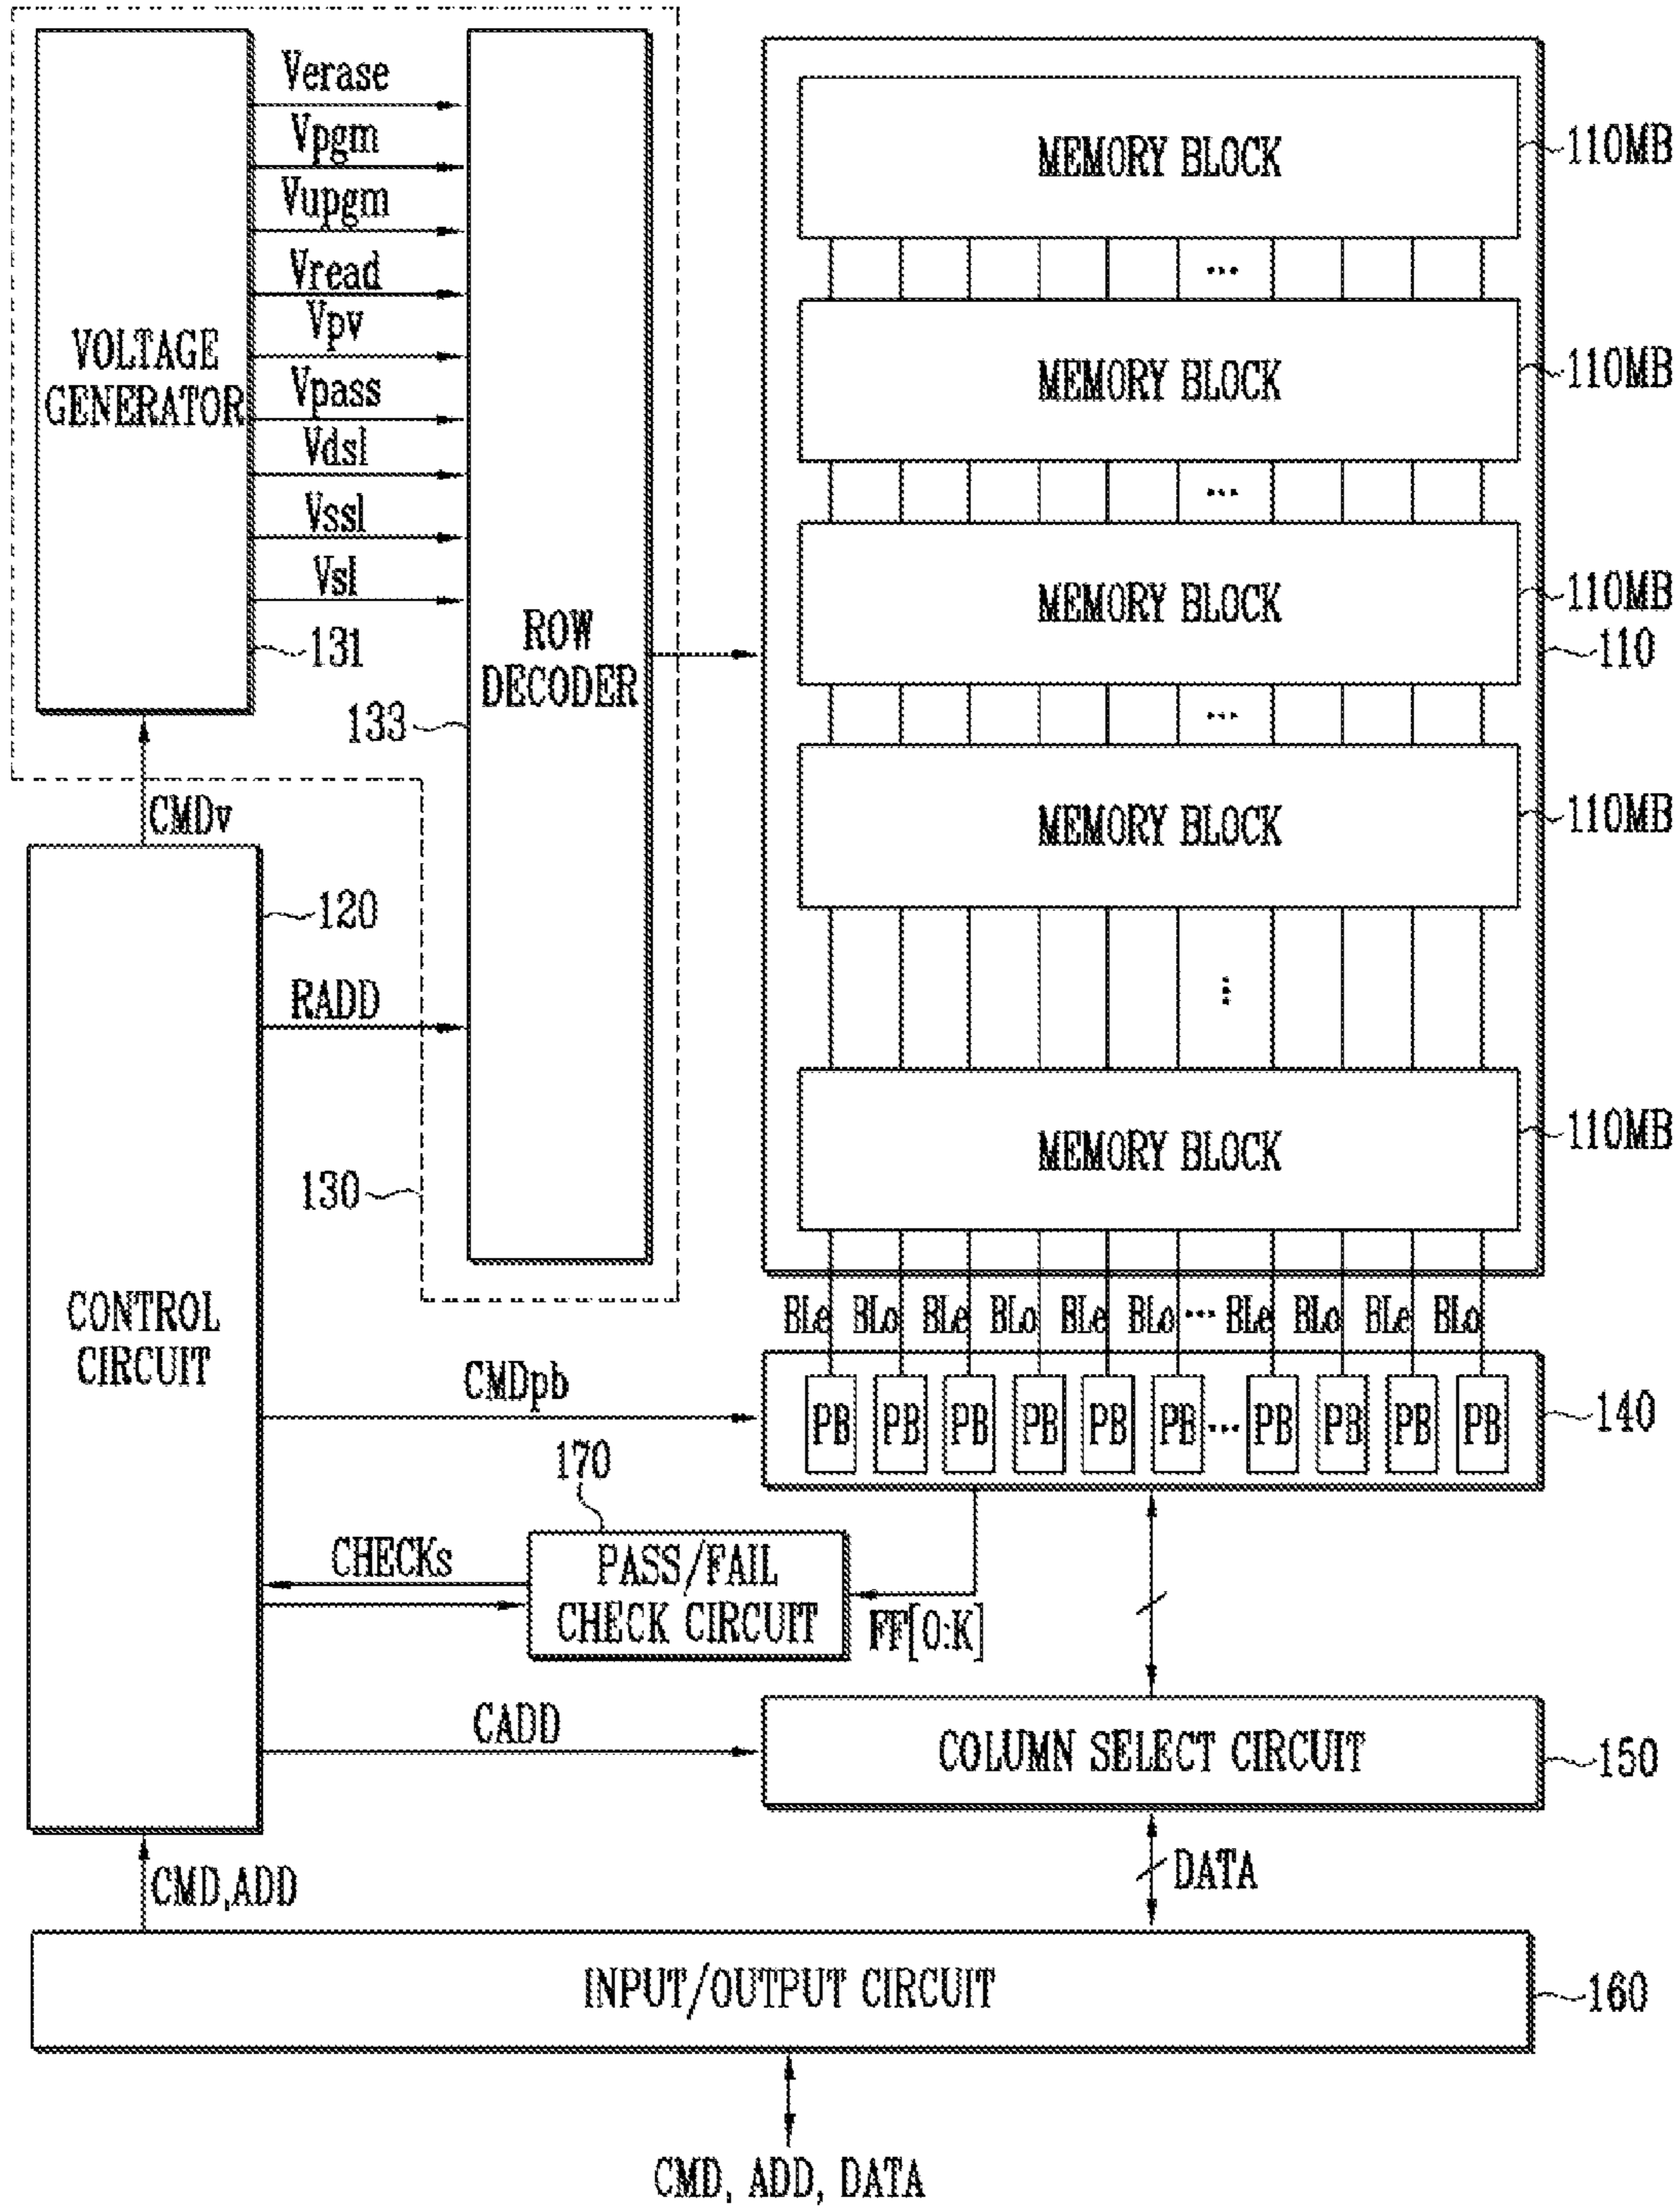 Verase
Vpgm
Vupgm
Vread
Vpv
Vpass
Vdsl
Vssl
Vsl
VOLTAGE
GENERATOR
131
ROW
DECODER
133
MEMORY BLOCK
110MB
MEMORY BLOCK
110MB
MEMORY BLOCK
110MB
110
MEMORY BLOCK
110MB
MEMORY BLOCK
110MB
...
...
...
...
CMDv
120
RADD
130
CONTROL
CIRCUIT
BLe BLo BLe BLo BLe BLo ... BLe BLo BLe BLo
CMDpb
PB PB PB PB PB PB ... PB PB PB PB
140
170
CHECKs
PASS/FAIL
CHECK CIRCUIT
FF[0:K]
CADD
COLUMN SELECT CIRCUIT
150
CMD,ADD
DATA
INPUT/OUTPUT CIRCUIT
160
CMD, ADD, DATA